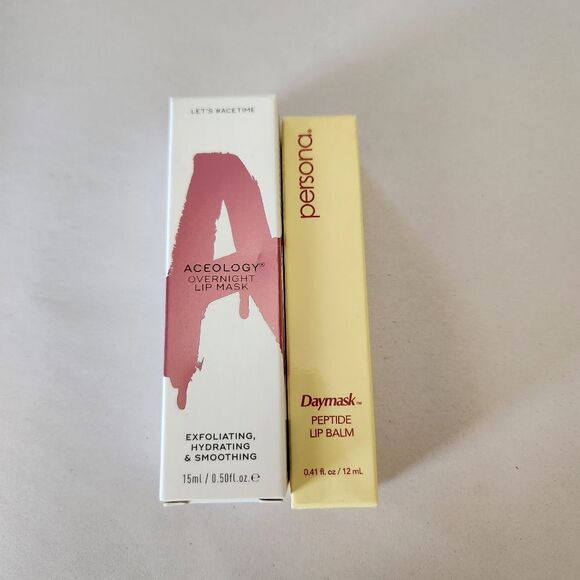 LET'S #ACETIME
A
ACEOLOGY®
OVERNIGHT
LIP MASK
EXFOLIATING,
HYDRATING
& SMOOTHING
15ml / 0.50fl.oz.℮
persona®
Daymask™
PEPTIDE
LIP BALM
0.41 fl. oz / 12 mL